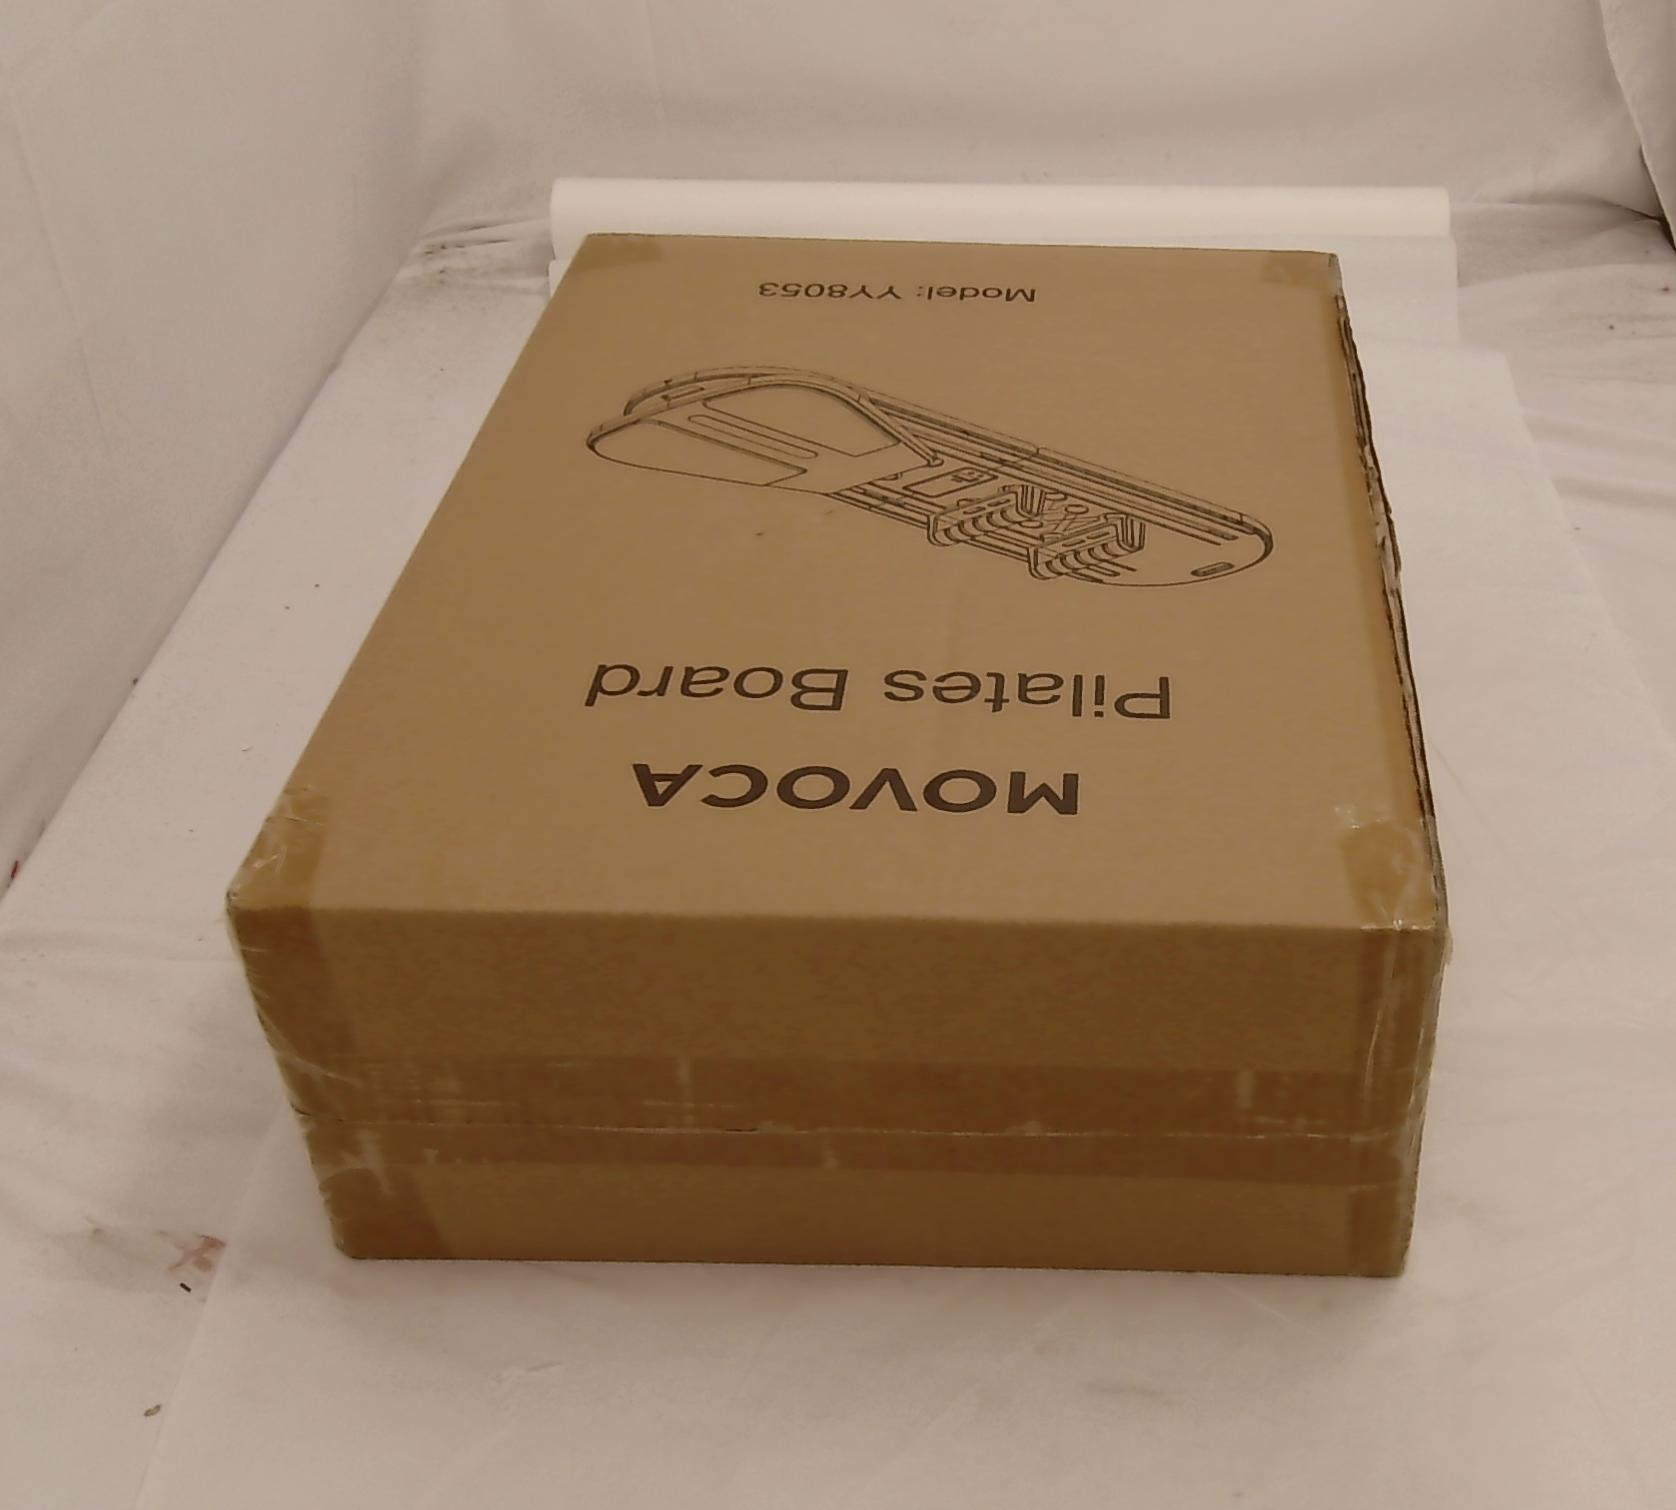 MOVOCA
Pilates Board
Model: YY8053